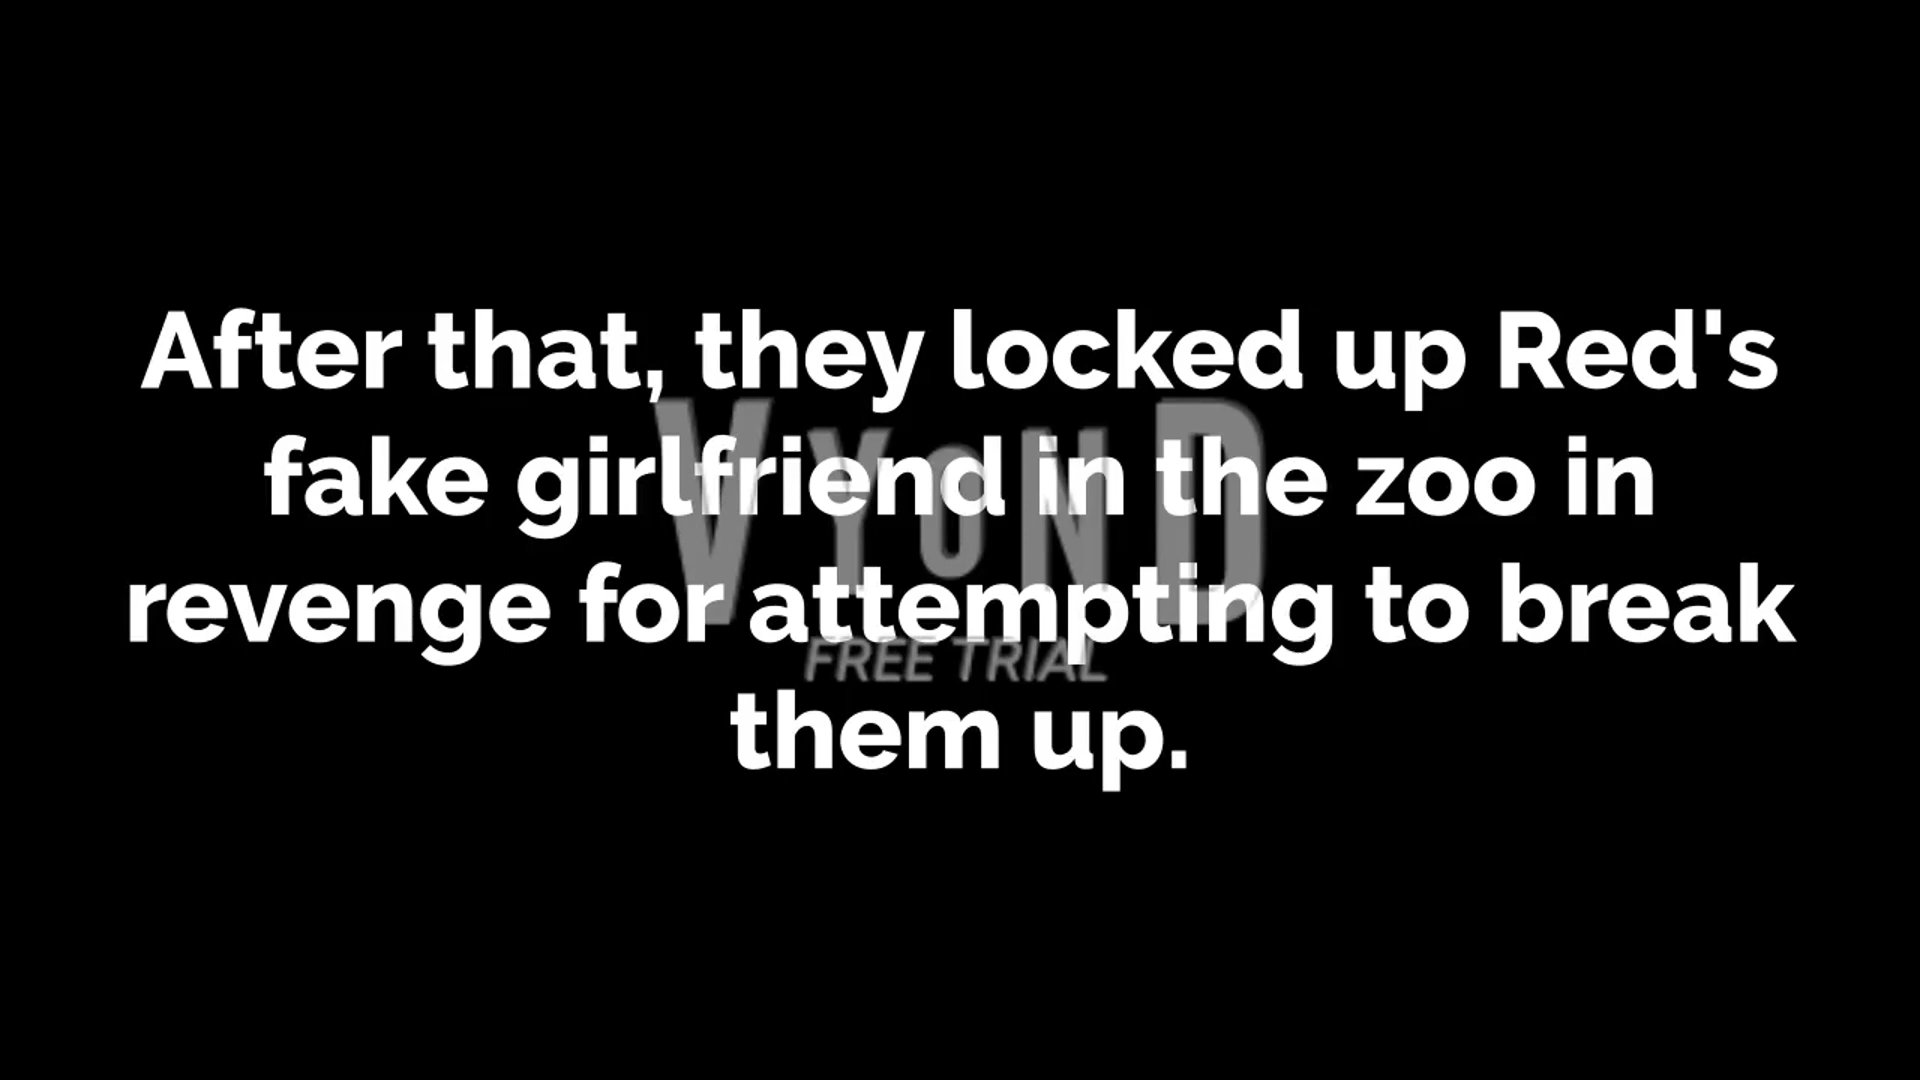 After that, they locked up Red's
fake girlfriend in the zoo in
revenge for attempting to break
them up.
VYOND
FREE TRIAL